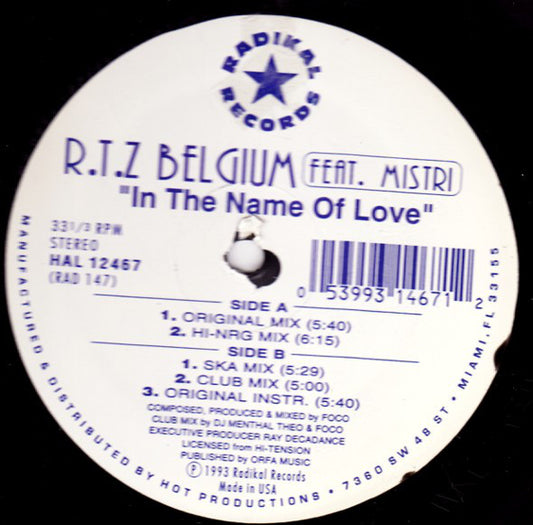 RADIKAL
RECORDS
R.T.Z BELGIUM FEAT. MISTRI
"In The Name Of Love"
33 1/3 RPM
STEREO
HAL 12467
(RAD 147)
0 53993 14671 2
SIDE A
1. ORIGINAL MIX (5:40)
2. HI-NRG MIX (6:15)
SIDE B
1. SKA MIX (5:29)
2. CLUB MIX (5:00)
3. ORIGINAL INSTR. (5:40)
COMPOSED, PRODUCED & MIXED by FOCO
CLUB MIX by DJ MENTHAL THEO & FOCO
EXECUTIVE PRODUCER RAY DECADANCE
LICENSED from HI-TENSION
PUBLISHED by ORFA MUSIC
℗ 1993 Radikal Records
Made in USA
MANUFACTURED & DISTRIBUTED BY HOT PRODUCTIONS • 7360 SW 48 ST • MIAMI, FL 33155